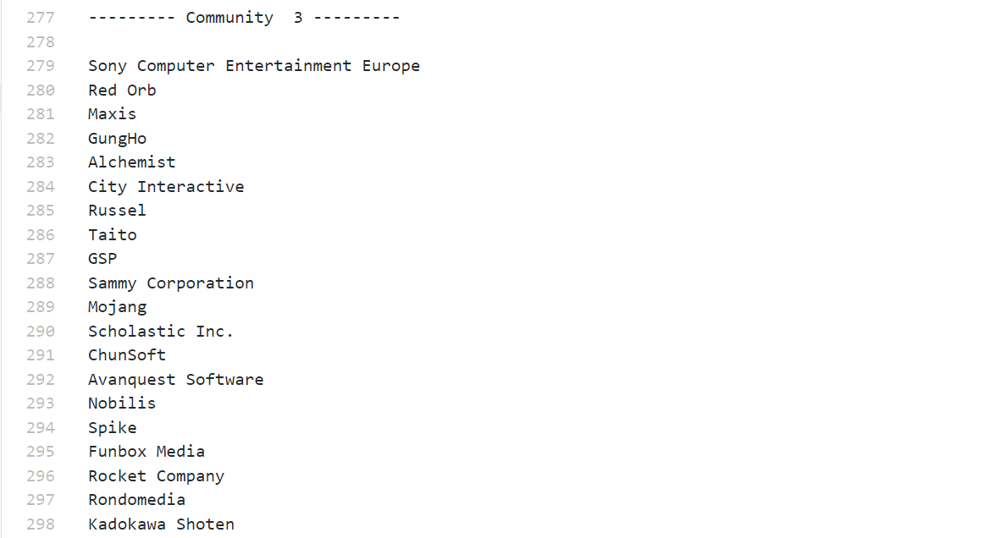 277 --------- Community  3 ---------
278
279 Sony Computer Entertainment Europe
280 Red Orb
281 Maxis
282 GungHo
283 Alchemist
284 City Interactive
285 Russel
286 Taito
287 GSP
288 Sammy Corporation
289 Mojang
290 Scholastic Inc.
291 ChunSoft
292 Avanquest Software
293 Nobilis
294 Spike
295 Funbox Media
296 Rocket Company
297 Rondomedia
298 Kadokawa Shoten